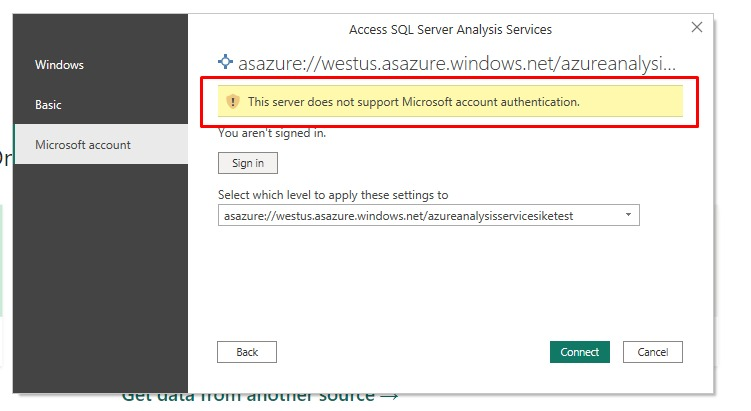 Access SQL Server Analysis Services
Windows
Basic
Microsoft account
asazure://westus.asazure.windows.net/azureanalysi...
This server does not support Microsoft account authentication.
You aren't signed in.
Sign in
Select which level to apply these settings to
asazure://westus.asazure.windows.net/azureanalysisservicesiketest
Back
Connect
Cancel
Get data from another source →